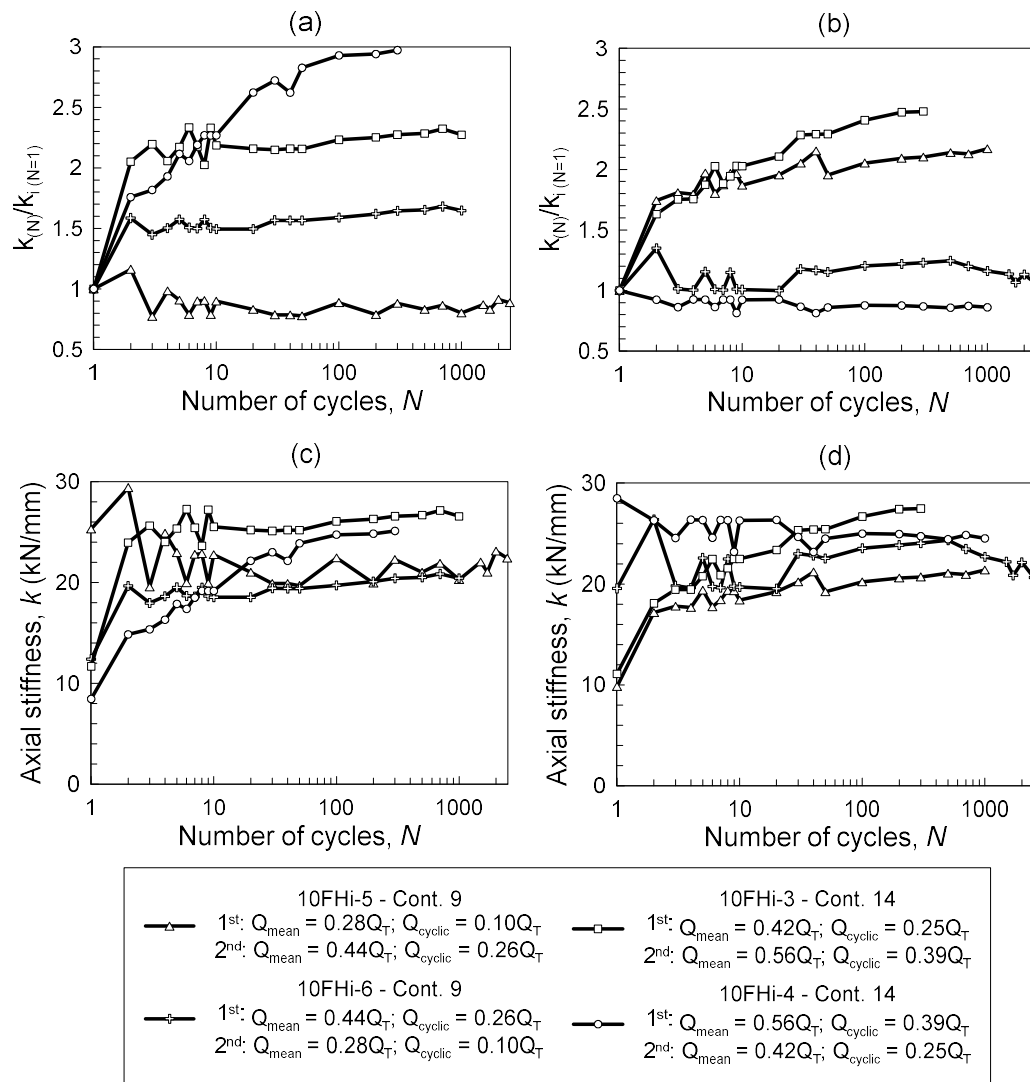 (a)
3
2.5
2
1.5
1
0.5
k(N)/ki (N=1)
1 10 100 1000
Number of cycles, N
(b)
3
2.5
2
1.5
1
0.5
k(N)/ki (N=1)
1 10 100 1000
Number of cycles, N
(c)
30
20
10
0
Axial stiffness, k (kN/mm)
1 10 100 1000
Number of cycles, N
(d)
30
20
10
0
Axial stiffness, k (kN/mm)
1 10 100 1000
Number of cycles, N
10FHi-5 - Cont. 9
1st: Qmean = 0.28QT; Qcyclic = 0.10QT
2nd: Qmean = 0.44QT; Qcyclic = 0.26QT
10FHi-3 - Cont. 14
1st: Qmean = 0.42QT; Qcyclic = 0.25QT
2nd: Qmean = 0.56QT; Qcyclic = 0.39QT
10FHi-6 - Cont. 9
1st: Qmean = 0.44QT; Qcyclic = 0.26QT
2nd: Qmean = 0.28QT; Qcyclic = 0.10QT
10FHi-4 - Cont. 14
1st: Qmean = 0.56QT; Qcyclic = 0.39QT
2nd: Qmean = 0.42QT; Qcyclic = 0.25QT